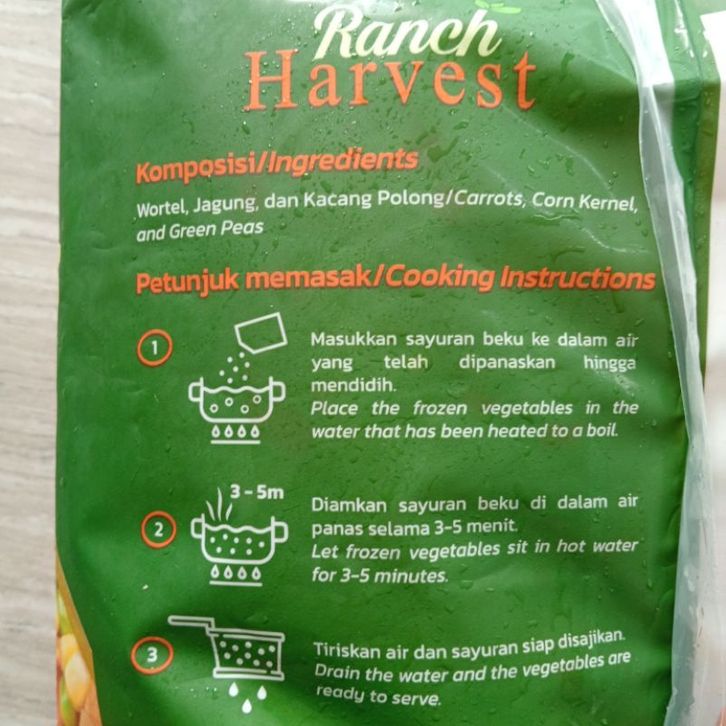 Ranch
Harvest
Komposisi/Ingredients
Wortel, Jagung, dan Kacang Polong/Carrots, Corn Kernel,
and Green Peas
Petunjuk memasak/Cooking Instructions
1
Masukkan sayuran beku ke dalam air
yang telah dipanaskan hingga
mendidih.
Place the frozen vegetables in the
water that has been heated to a boil.
3 - 5m
2
Diamkan sayuran beku di dalam air
panas selama 3-5 menit.
Let frozen vegetables sit in hot water
for 3-5 minutes.
3
Tiriskan air dan sayuran siap disajikan.
Drain the water and the vegetables are
ready to serve.